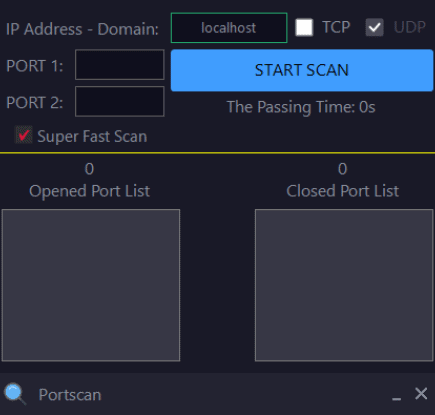 IP Address - Domain: localhost TCP UDP
PORT 1: START SCAN
PORT 2: The Passing Time: 0s
Super Fast Scan
0 0
Opened Port List Closed Port List
Portscan